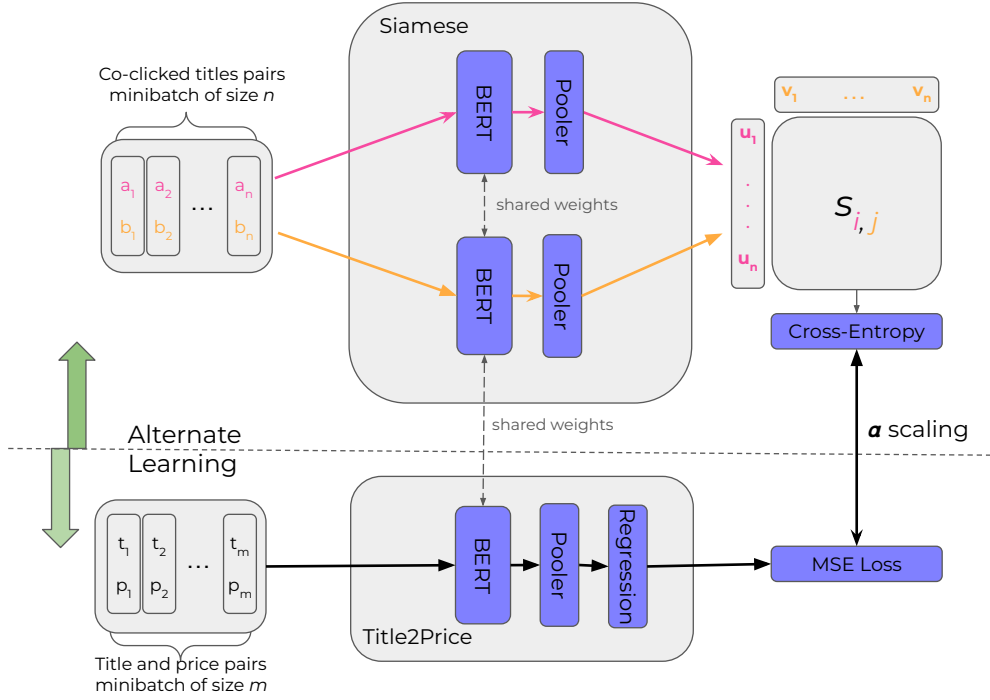 Siamese
Co-clicked titles pairs
minibatch of size n
BERT
Pooler
v1 ... vn
u1
.
.
.
un
a1 a2 ... an
b1 b2 bn
shared weights
Si, j
BERT
Pooler
Cross-Entropy
shared weights
α scaling
Alternate
Learning
t1 t2 ... tm
p1 p2 pm
BERT
Pooler
Regression
MSE Loss
Title2Price
Title and price pairs
minibatch of size m